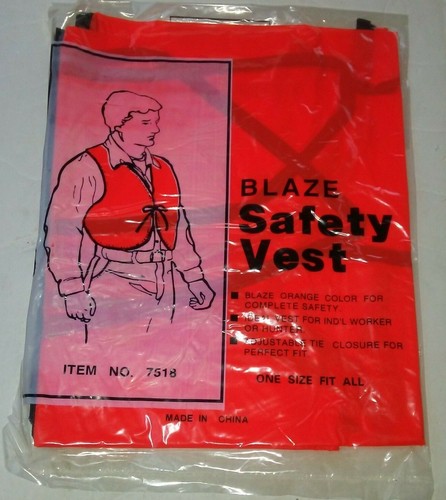 BLAZE
Safety
Vest
■ BLAZE ORANGE COLOR FOR
COMPLETE SAFETY.
■ VEST FOR IND'L WORKER
OR HUNTER.
■ ADJUSTABLE TIE CLOSURE FOR
PERFECT FIT
ONE SIZE FIT ALL
ITEM NO. 7518
MADE IN CHINA